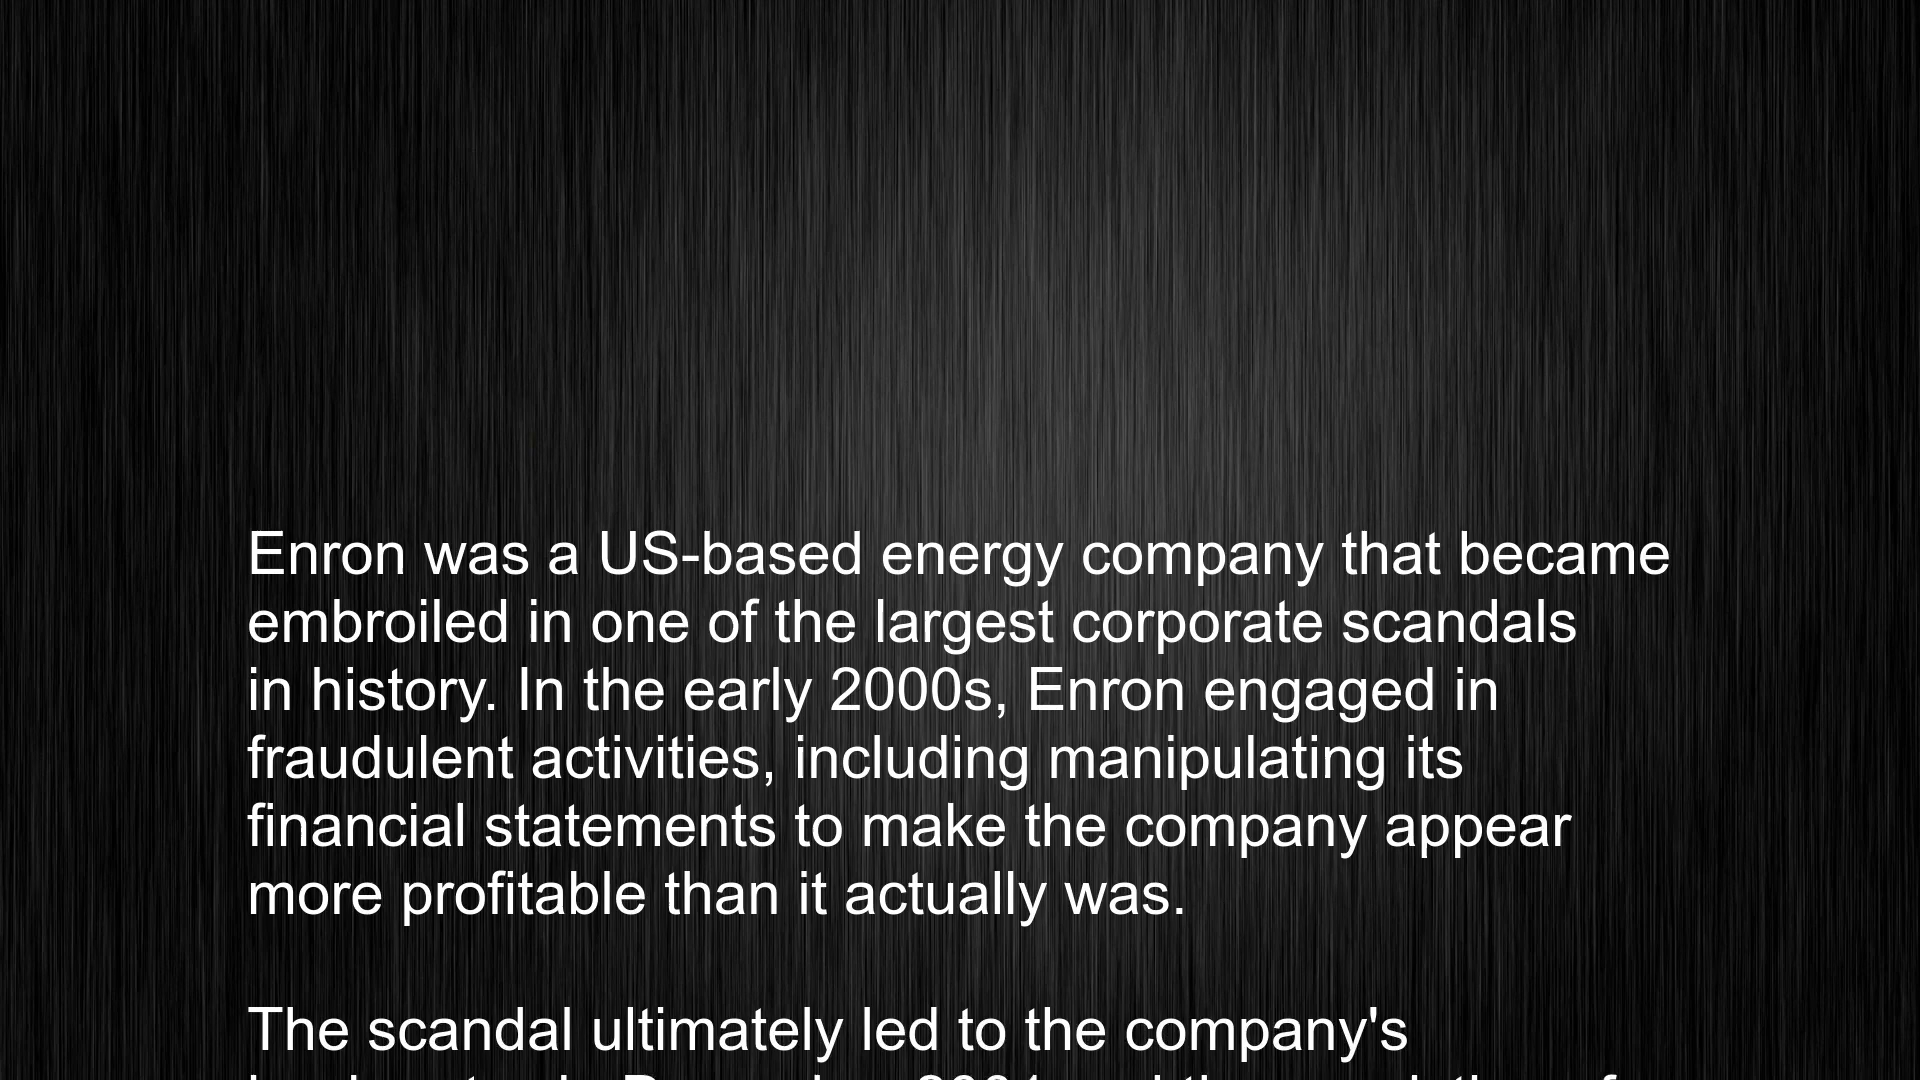 Enron was a US-based energy company that became
embroiled in one of the largest corporate scandals
in history. In the early 2000s, Enron engaged in
fraudulent activities, including manipulating its
financial statements to make the company appear
more profitable than it actually was.
The scandal ultimately led to the company's